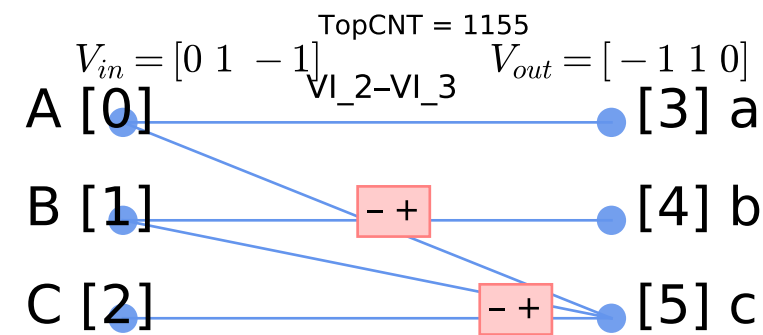 TopCNT = 1155
V_in = [0 1 −1] V_out = [−1 1 0]
VI_2–VI_3
A [0] [3] a
– +
B [1] [4] b
– +
C [2] [5] c